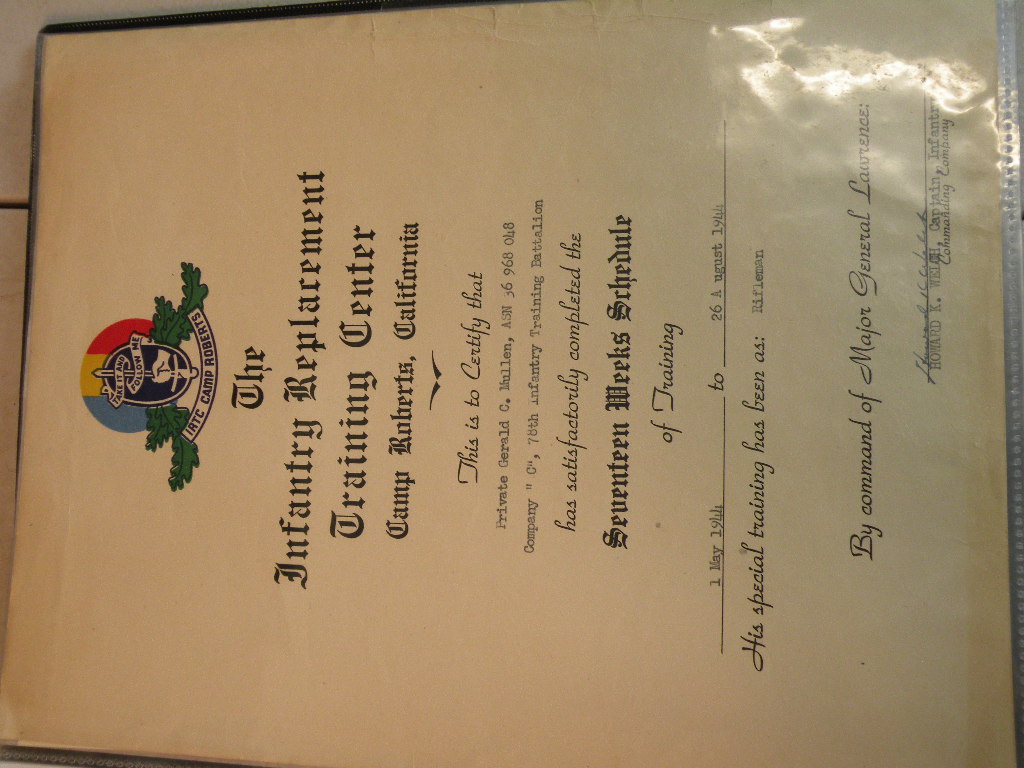 TAKE IT AND
FOLLOW ME
IRTC CAMP ROBERTS
The
Infantry Replacement
Training Center
Camp Roberts, California
This is to Certify that
Private Gerald C. Mullen, ASN 36 968 048
Company " C", 78th Infantry Training Battalion
has satisfactorily completed the
Seventeen Weeks Schedule
of Training
1 May 1944 to 26 A ugust 1944
His special training has been as: Rifleman
By command of Major General Lawrence:
HOWARD K. WELCH, Captain, Infantry
Commanding Company